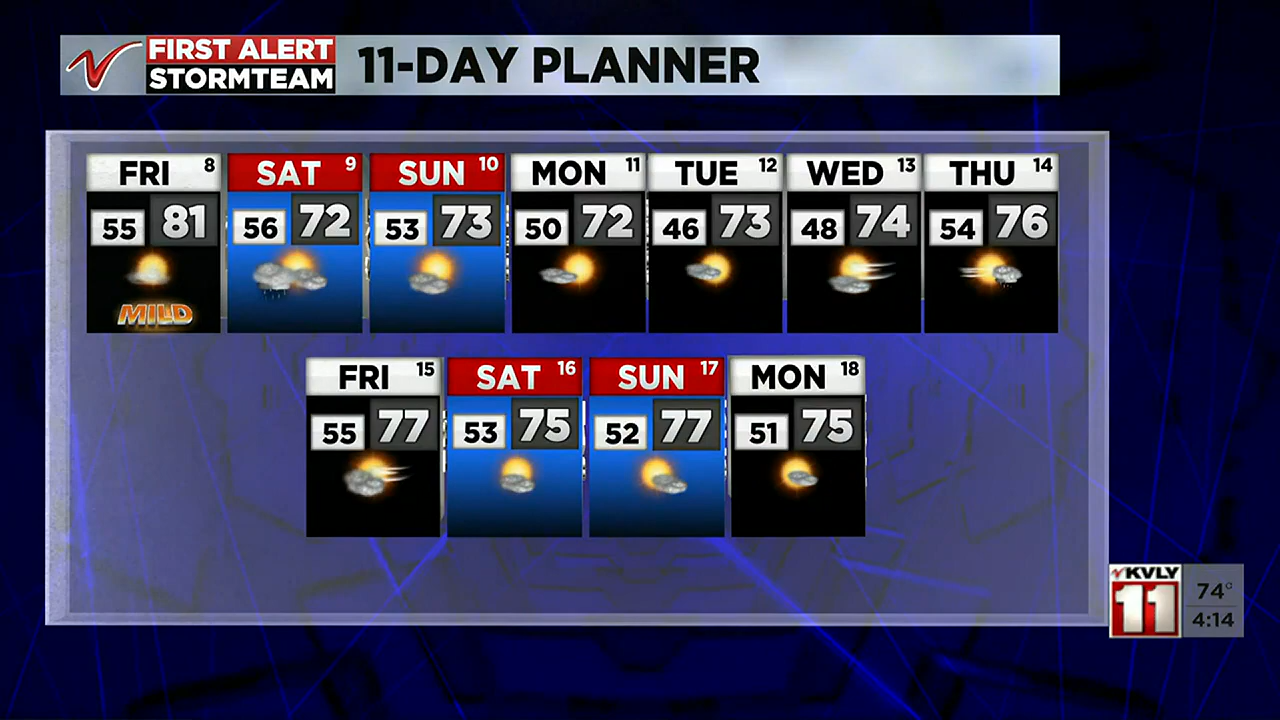 FIRST ALERT
STORMTEAM
11-DAY PLANNER
FRI 8
SAT 9
SUN 10
MON 11
TUE 12
WED 13
THU 14
55 81
56 72
53 73
50 72
46 73
48 74
54 76
MILD
FRI 15
SAT 16
SUN 17
MON 18
55 77
53 75
52 77
51 75
KVLY
11
74°
4:14